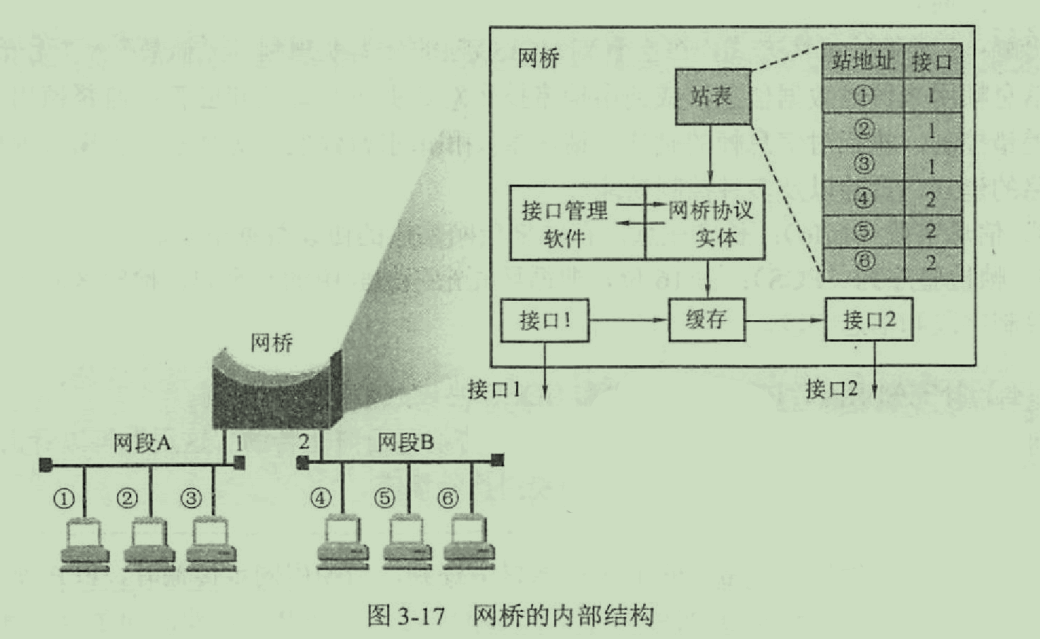 网桥
站表
站地址 接口
① 1
② 1
③ 1
④ 2
⑤ 2
⑥ 2
接口管理
软件
网桥协议
实体
接口1
缓存
接口2
接口1
接口2
网桥
网段A
1
2
网段B
①
②
③
④
⑤
⑥
图 3-17 网桥的内部结构